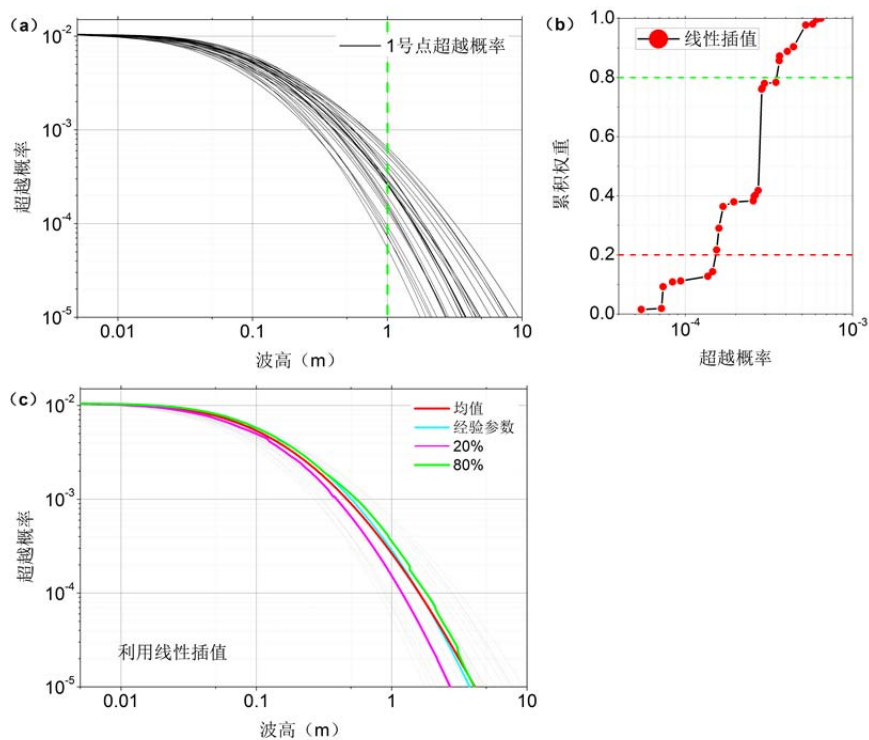 (a)
1号点超越概率
10⁻²
10⁻³
10⁻⁴
10⁻⁵
超越概率
0.01
0.1
1
10
波高（m）
(b)
线性插值
1.0
0.8
0.6
0.4
0.2
0.0
累积权重
10⁻⁴
10⁻³
超越概率
(c)
均值
经验参数
20%
80%
10⁻²
10⁻³
10⁻⁴
10⁻⁵
超越概率
利用线性插值
0.01
0.1
1
10
波高（m）